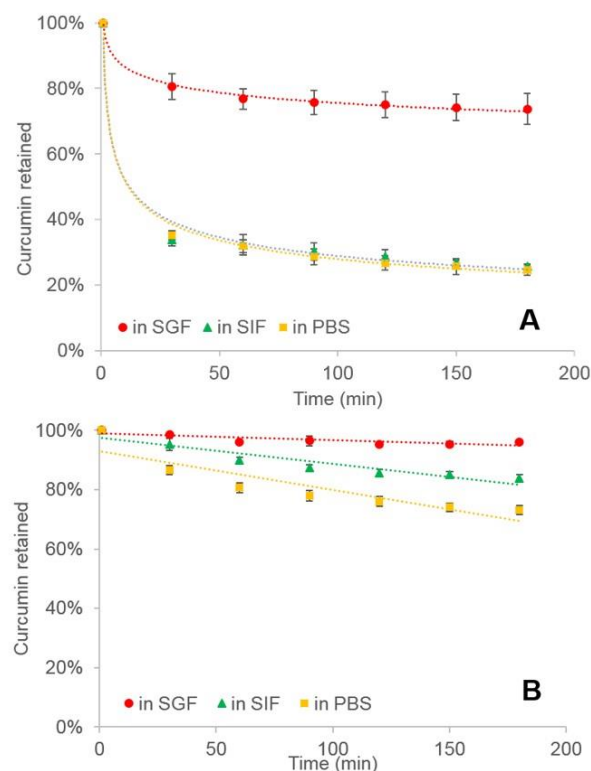 100%
80%
60%
40%
20%
0%
Curcumin retained
in SGF in SIF in PBS
A
0 50 100 150 200
Time (min)
100%
80%
60%
40%
20%
0%
Curcumin retained
in SGF in SIF in PBS
B
0 50 100 150 200
Time (min)